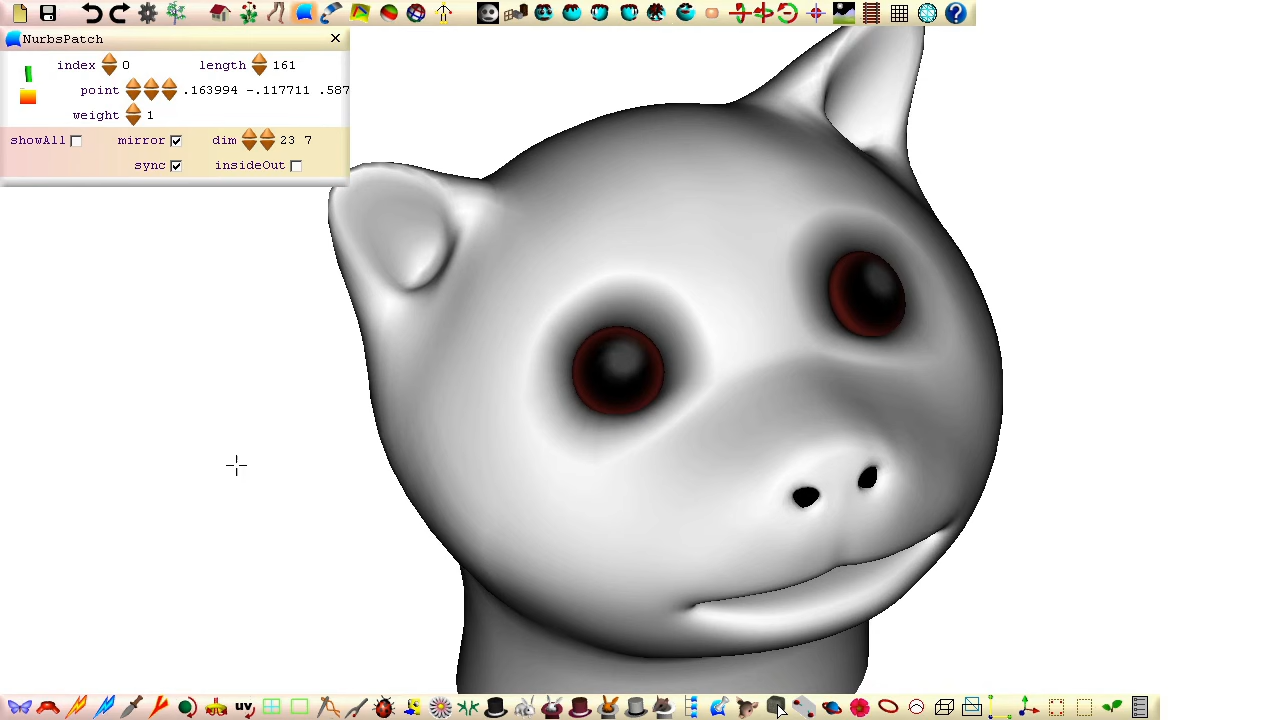 NurbsPatch
index 0 length 161
point .163994 -.117711 .587
weight 1
showAll mirror dim 23 7
sync insideOut
uv